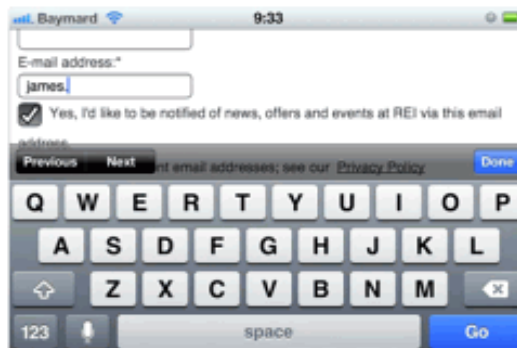 Baymard 9:33
E-mail address:*
james.
Yes, I'd like to be notified of news, offers and events at REI via this email
address.
Previous Next nt email addresses; see our Privacy Policy Done
Q W E R T Y U I O P
A S D F G H J K L
Z X C V B N M
123 space Go